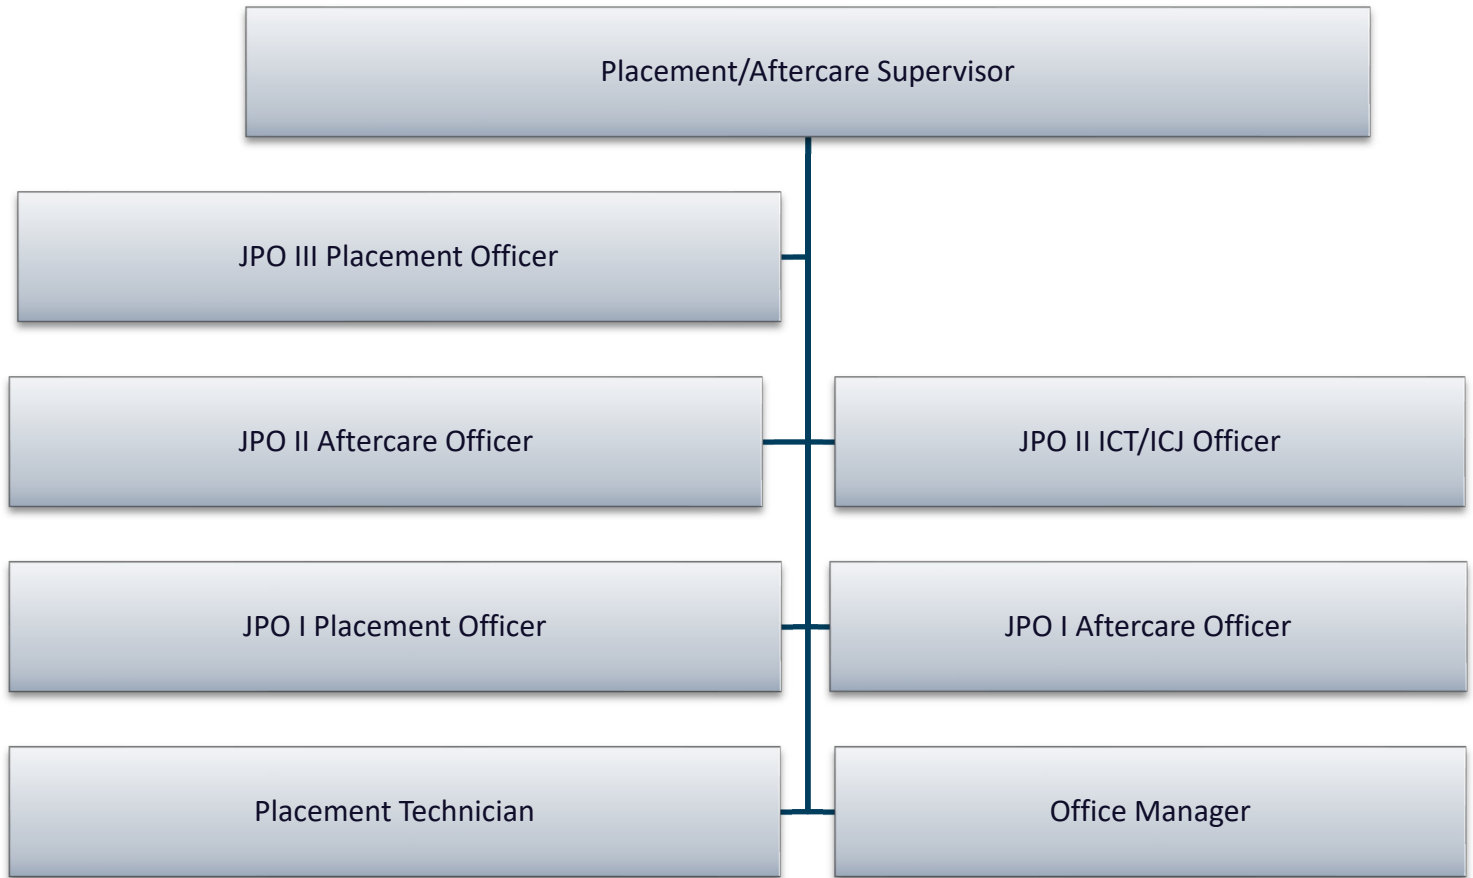 Placement/Aftercare Supervisor
JPO III Placement Officer
JPO II Aftercare Officer
JPO II ICT/ICJ Officer
JPO I Placement Officer
JPO I Aftercare Officer
Placement Technician
Office Manager